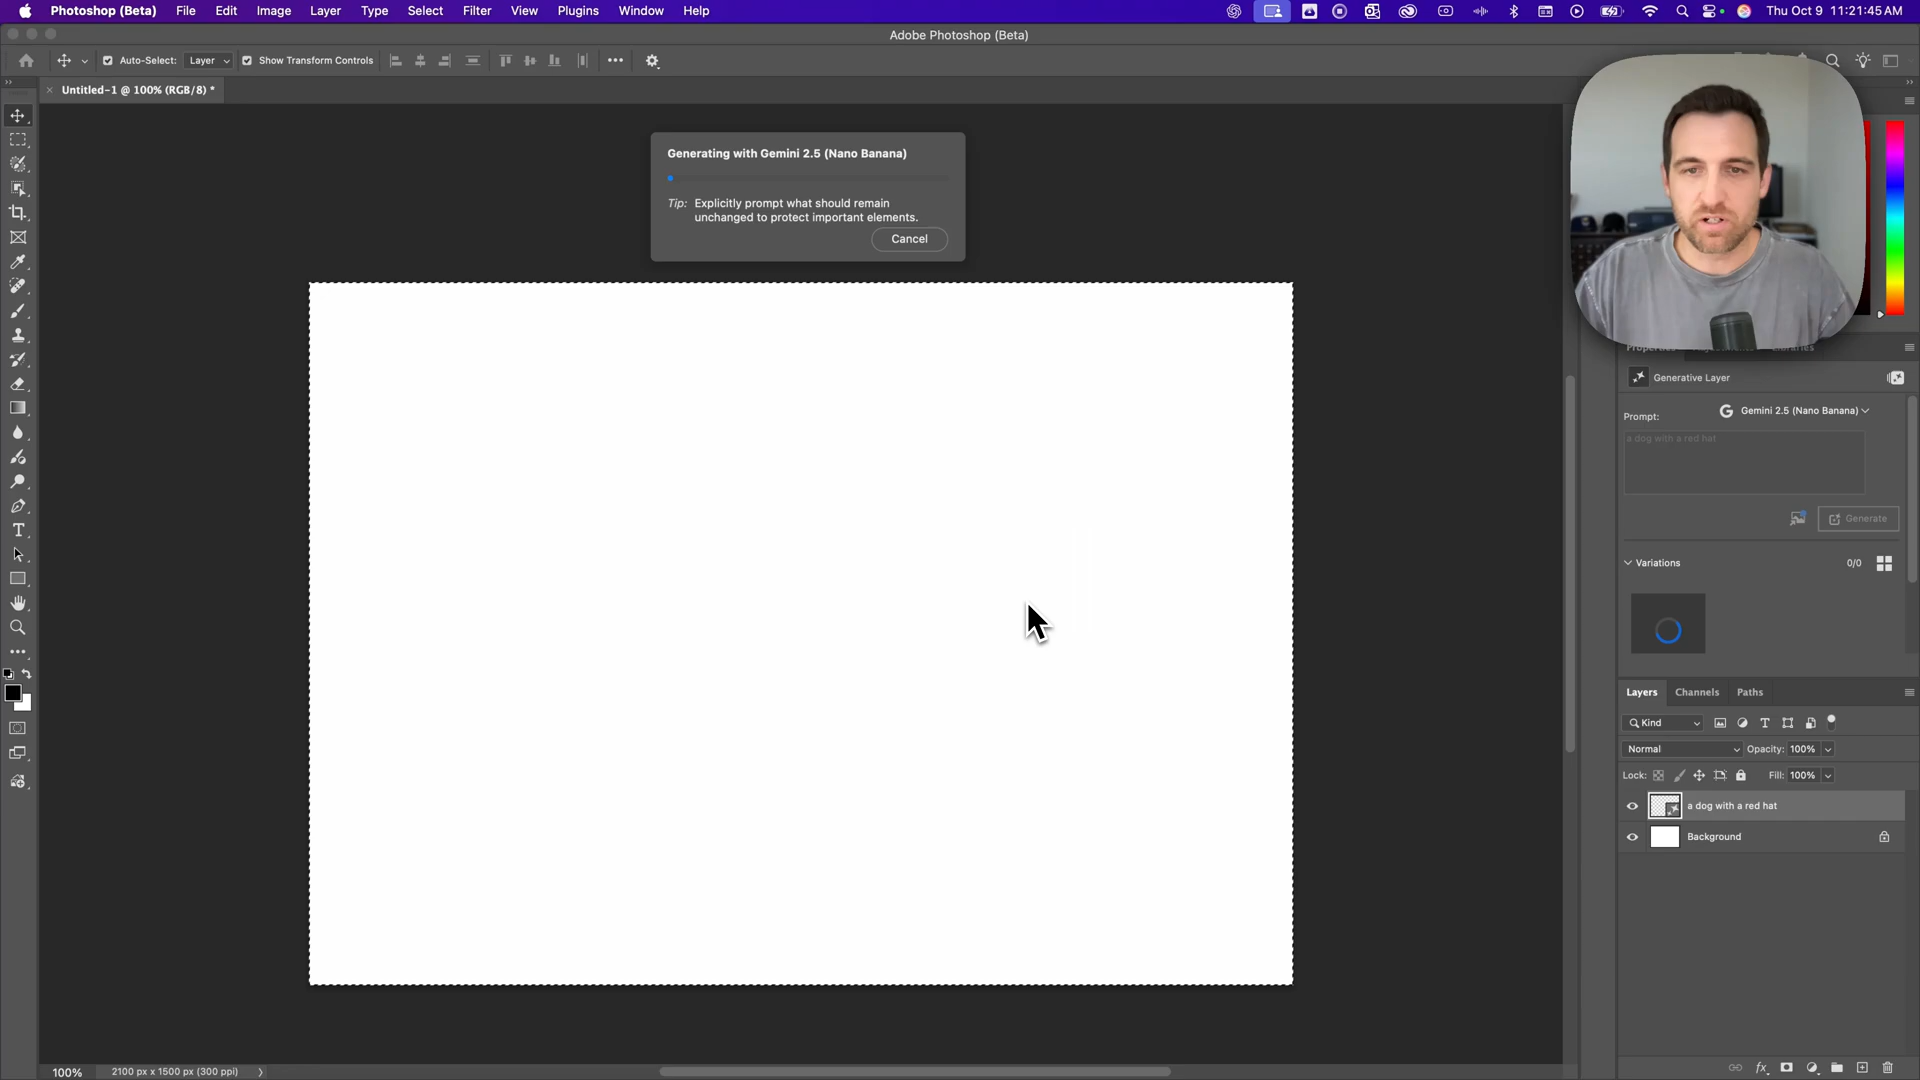 Photoshop (Beta) File Edit Image Layer Type Select Filter View Plugins Window Help Thu Oct 9 11:21:45 AM
Adobe Photoshop (Beta)
Auto-Select: Layer Show Transform Controls
Untitled-1 @ 100% (RGB/8) *
Generating with Gemini 2.5 (Nano Banana)
Tip: Explicitly prompt what should remain
unchanged to protect important elements.
Cancel
Generative Layer
Prompt: Gemini 2.5 (Nano Banana)
a dog with a red hat
Generate
Variations 0/0
Layers Channels Paths
Kind
Normal Opacity: 100%
Lock: Fill: 100%
a dog with a red hat
Background
100% 2100 px x 1500 px (300 ppi)